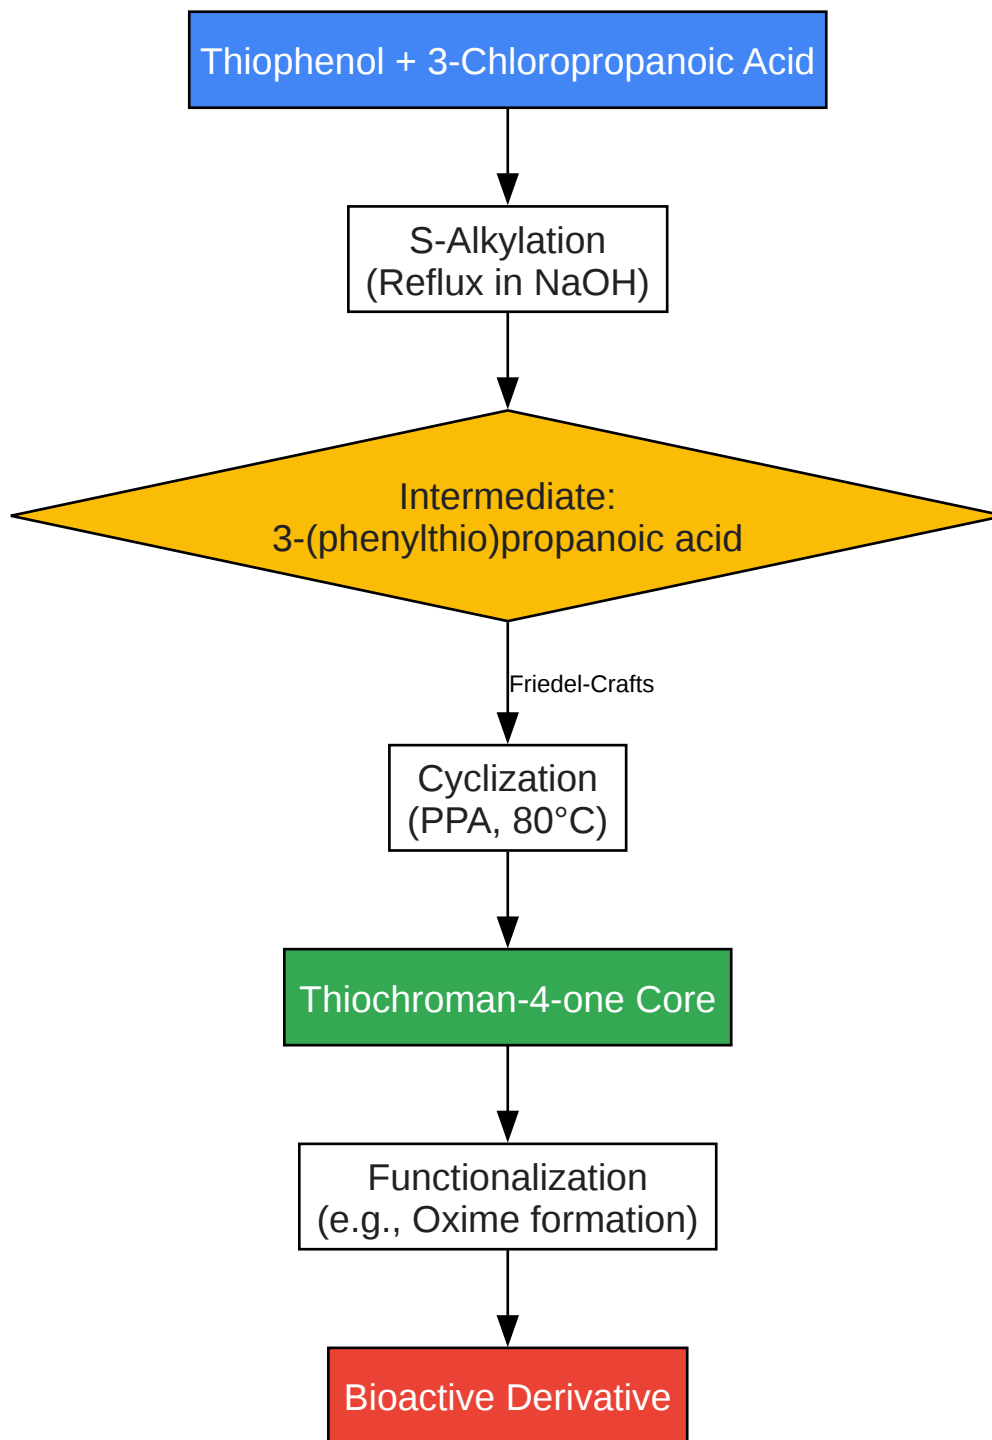 Thiophenol + 3-Chloropropanoic Acid
S-Alkylation
(Reflux in NaOH)
Intermediate:
3-(phenylthio)propanoic acid
Friedel-Crafts
Cyclization
(PPA, 80°C)
Thiochroman-4-one Core
Functionalization
(e.g., Oxime formation)
Bioactive Derivative